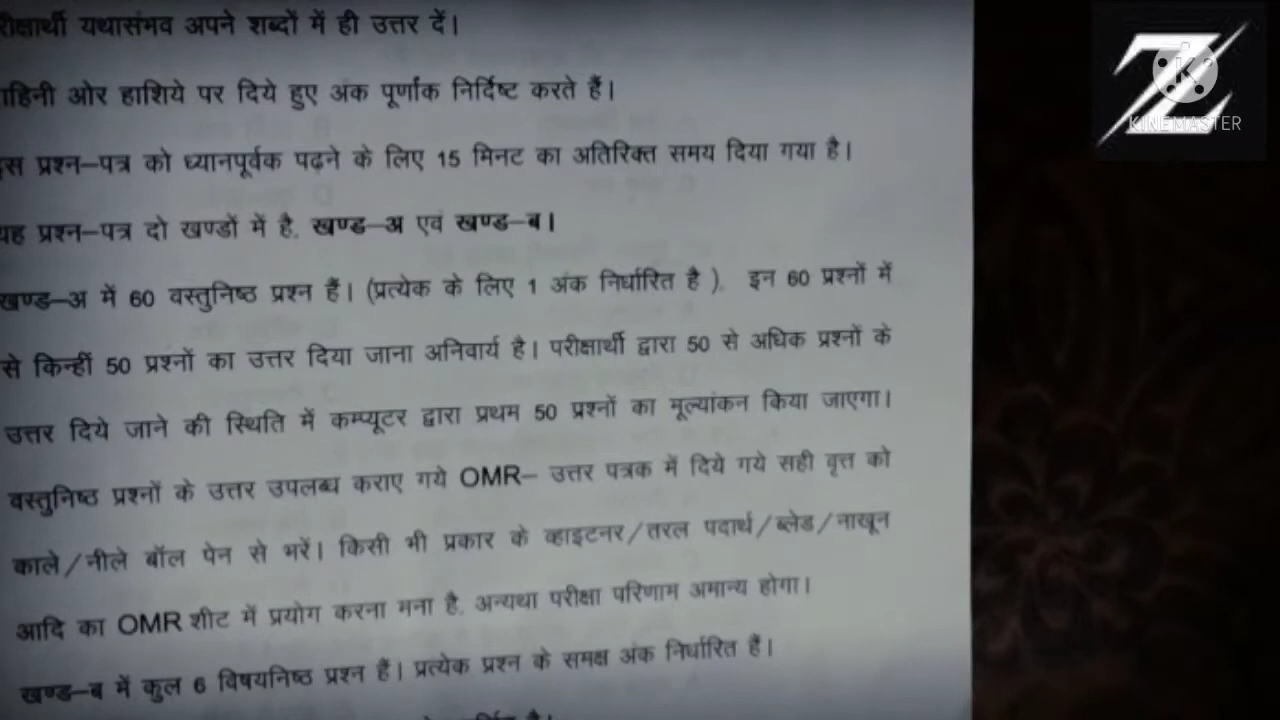 रीक्षार्थी यथासंभव अपने शब्दों में ही उत्तर दें।
ाहिनी ओर हाशिये पर दिये हुए अंक पूर्णांक निर्दिष्ट करते हैं।
इस प्रश्न–पत्र को ध्यानपूर्वक पढ़ने के लिए 15 मिनट का अतिरिक्त समय दिया गया है।
यह प्रश्न–पत्र दो खण्डों में है, खण्ड–अ एवं खण्ड–ब।
खण्ड–अ में 60 वस्तुनिष्ठ प्रश्न हैं। (प्रत्येक के लिए 1 अंक निर्धारित है ), इन 60 प्रश्नों में
से किन्हीं 50 प्रश्नों का उत्तर दिया जाना अनिवार्य है। परीक्षार्थी द्वारा 50 से अधिक प्रश्नों के
उत्तर दिये जाने की स्थिति में कम्प्यूटर द्वारा प्रथम 50 प्रश्नों का मूल्यांकन किया जाएगा।
वस्तुनिष्ठ प्रश्नों के उत्तर उपलब्ध कराए गये OMR– उत्तर पत्रक में दिये गये सही वृत्त को
काले/नीले बॉल पेन से भरें। किसी भी प्रकार के व्हाइटनर/तरल पदार्थ/ब्लेड/नाखून
आदि का OMR शीट में प्रयोग करना मना है, अन्यथा परीक्षा परिणाम अमान्य होगा।
खण्ड–ब में कुल 6 विषयनिष्ठ प्रश्न हैं। प्रत्येक प्रश्न के समक्ष अंक निर्धारित है।
Z
K
KINEMASTER